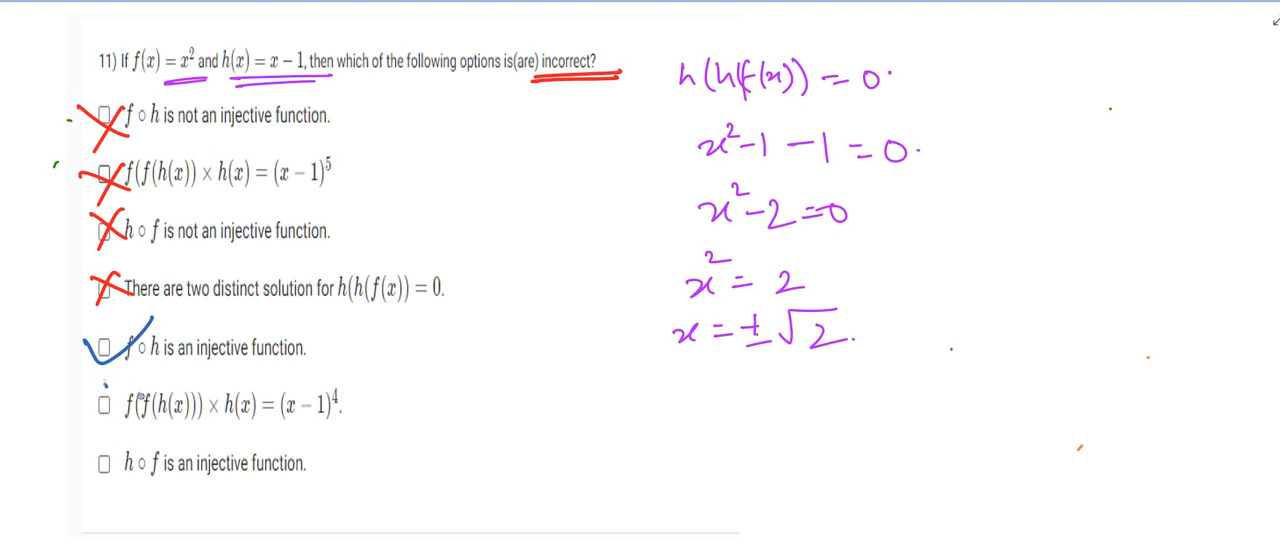 11) If f(x) = x² and h(x) = x − 1, then which of the following options is(are) incorrect?
f ∘ h is not an injective function.
f(f(h(x)) × h(x) = (x − 1)⁵
h ∘ f is not an injective function.
There are two distinct solution for h(h(f(x)) = 0.
f ∘ h is an injective function.
f(f(h(x))) × h(x) = (x − 1)⁴.
h ∘ f is an injective function.
h(h(f(x)) = 0.
x² − 1 − 1 = 0.
x² − 2 = 0
x² = 2
x = ± √2.